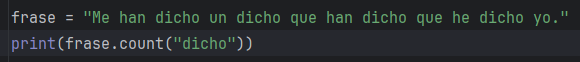 frase = "Me han dicho un dicho que han dicho que he dicho yo."
print(frase.count("dicho"))